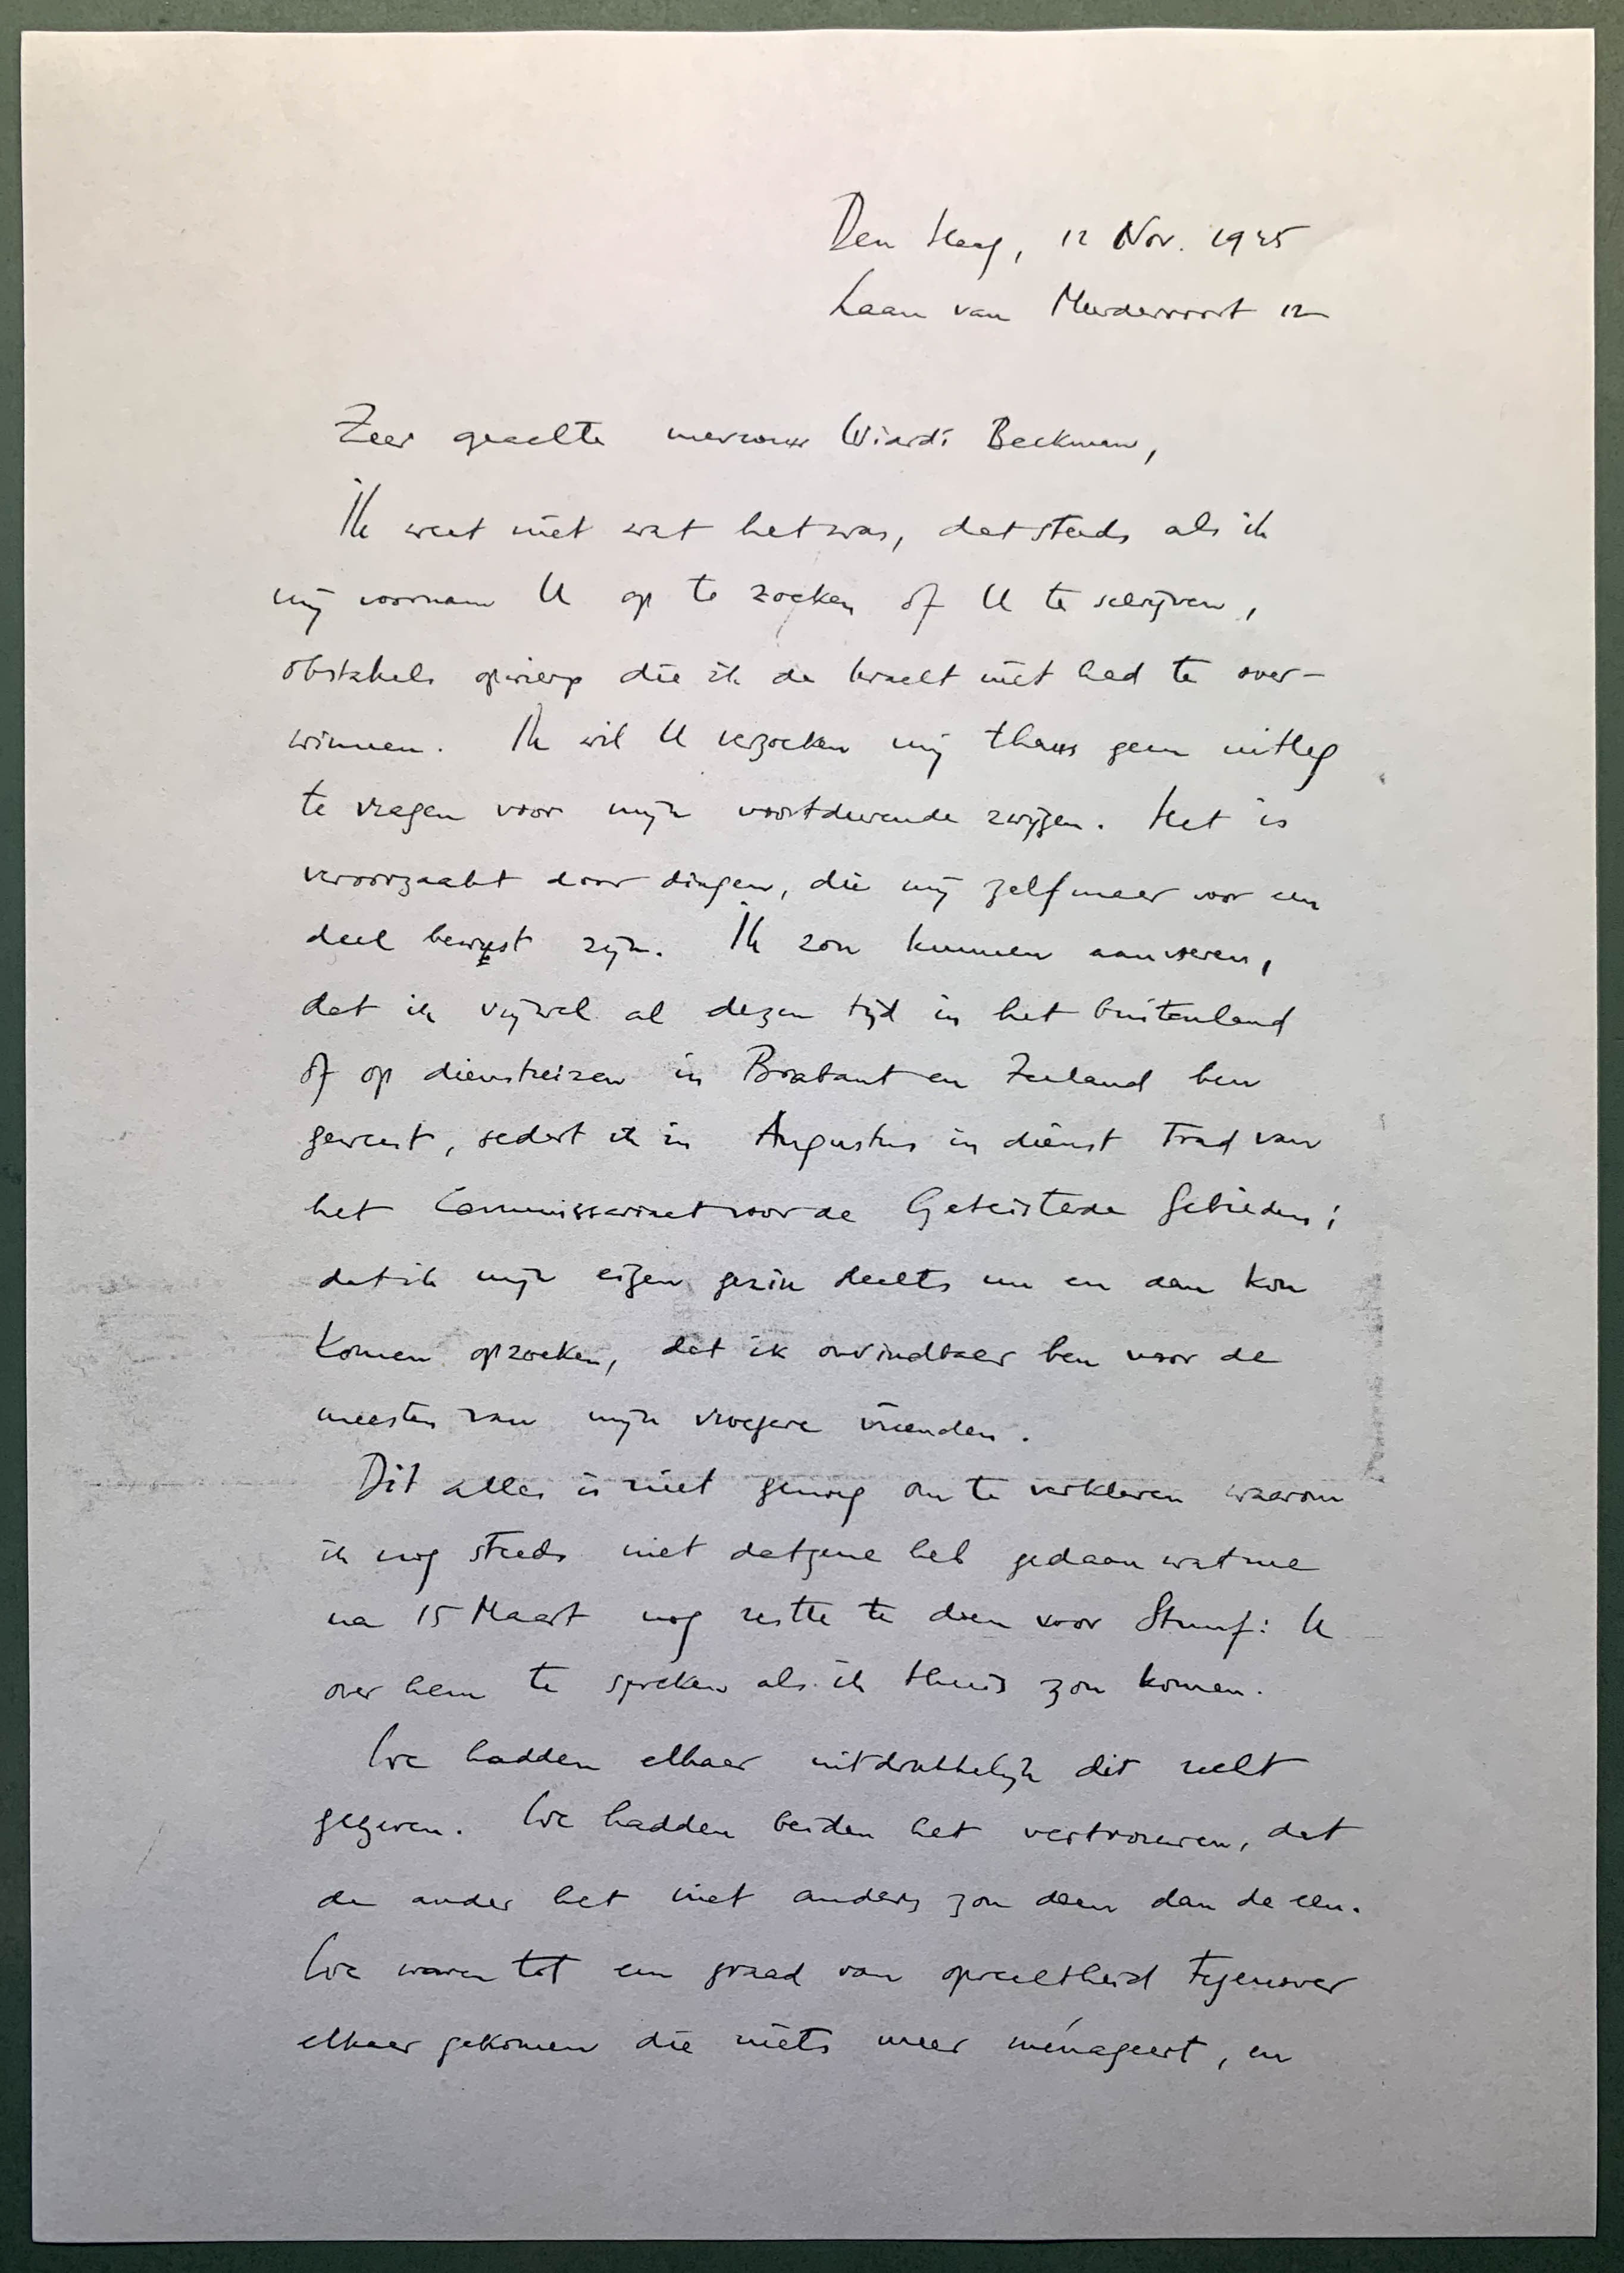 Den Haag, 12 Nov. 1945
Laan van Meerdervoort 12
Zeer geachte mevrouw Wiardi Beckman,
Ik weet niet wat het was, dat steeds als ik
mij voornam U op te zoeken of U te schrijven,
obstakels opwierp die ik de kracht niet had te over-
winnen. Ik wil U verzoeken mij thans geen uitleg
te vragen voor mijn voortdurende zwijgen. Het is
veroorzaakt door dingen, die mij zelf maar voor een
deel bewust zijn. Ik zou kunnen aanvoeren,
dat ik vrijwel al dezen tijd in het buitenland
of op dienstreizen in Brabant en Zeeland ben
geweest, sedert ik in Augustus in dienst trad van
het Commissariaat voor de Geteisterde Gebieden;
dat ik mijn eigen gezin slechts nu en dan kon
komen opzoeken, dat ik onvindbaar ben voor de
meesten van mijn vroegere vrienden.
Dit alles is niet genoeg om te verklaren waarom
ik nog steeds niet datgene heb gedaan wat me
na 15 Maart nog restte te doen voor Stuuf: U
over hem te spreken als ik thuis zou komen.
We hadden elkaar uitdrukkelijk dit recht
gegeven. We hadden beiden het vertrouwen, dat
de ander het niet anders zou doen dan de een.
We waren tot een graad van oprechtheid tegenover
elkaar gekomen die niets meer ménageert, en